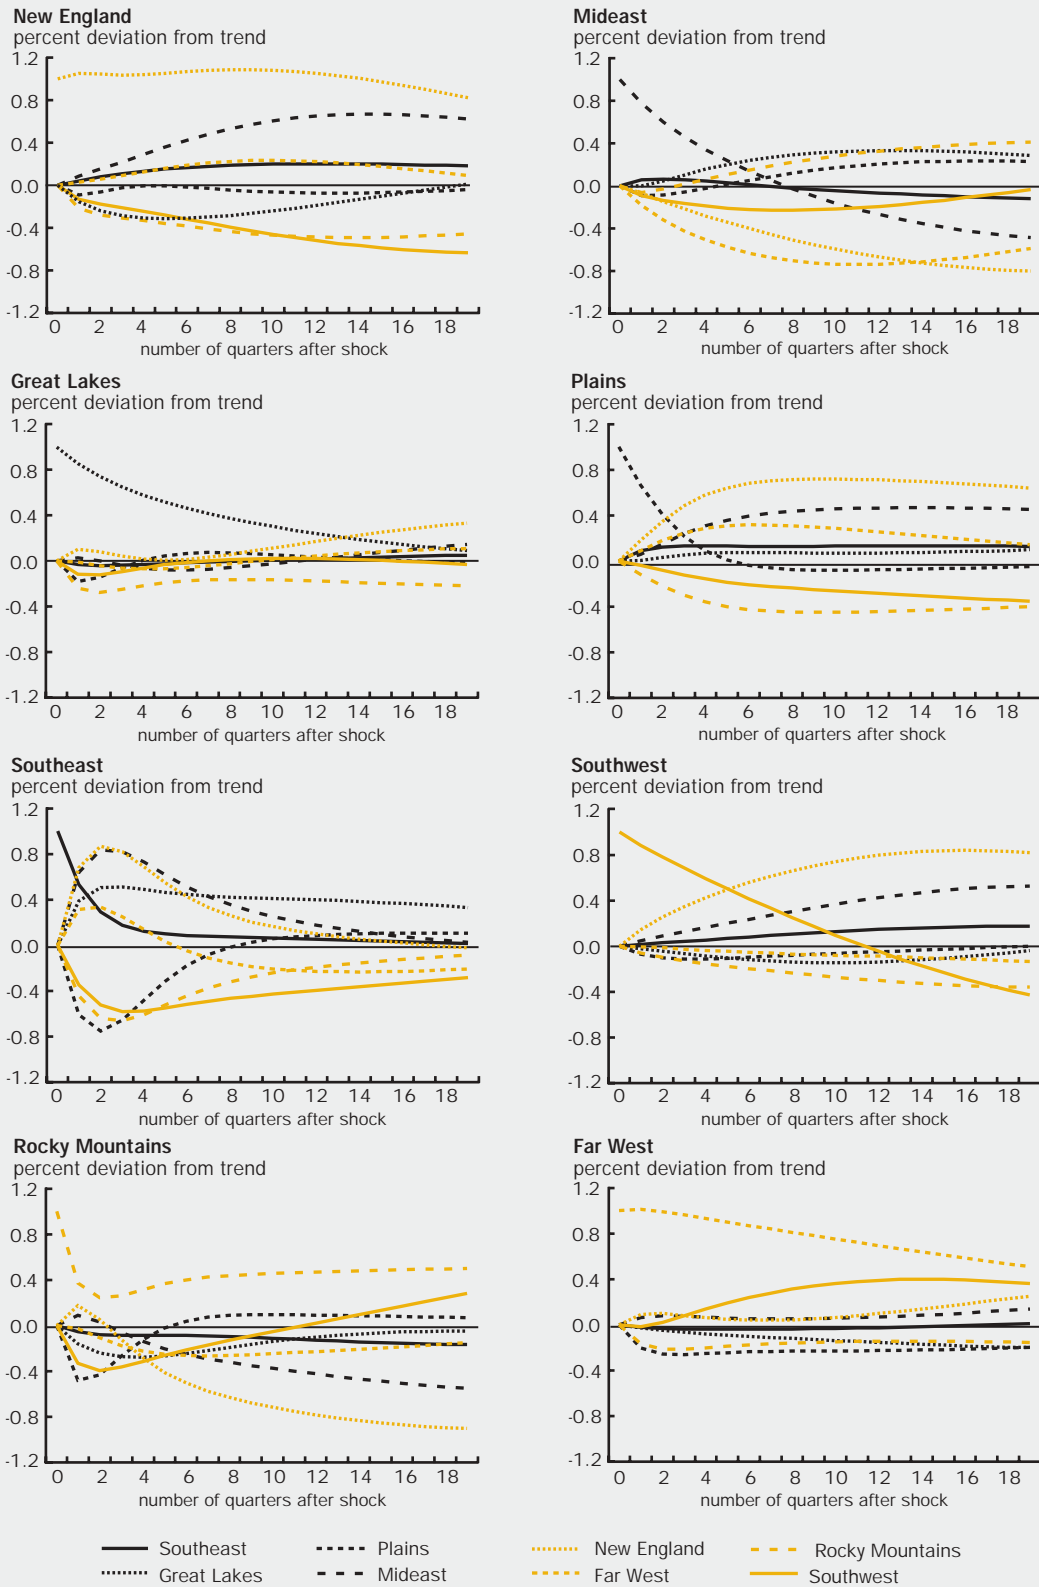 New England
percent deviation from trend
1.2
0.8
0.4
0.0
-0.4
-0.8
-1.2
0 2 4 6 8 10 12 14 16 18
number of quarters after shock
Mideast
percent deviation from trend
1.2
0.8
0.4
0.0
-0.4
-0.8
-1.2
0 2 4 6 8 10 12 14 16 18
number of quarters after shock
Great Lakes
percent deviation from trend
1.2
0.8
0.4
0.0
-0.4
-0.8
-1.2
0 2 4 6 8 10 12 14 16 18
number of quarters after shock
Plains
percent deviation from trend
1.2
0.8
0.4
0.0
-0.4
-0.8
-1.2
0 2 4 6 8 10 12 14 16 18
number of quarters after shock
Southeast
percent deviation from trend
1.2
0.8
0.4
0.0
-0.4
-0.8
-1.2
0 2 4 6 8 10 12 14 16 18
number of quarters after shock
Southwest
percent deviation from trend
1.2
0.8
0.4
0.0
-0.4
-0.8
-1.2
0 2 4 6 8 10 12 14 16 18
number of quarters after shock
Rocky Mountains
percent deviation from trend
1.2
0.8
0.4
0.0
-0.4
-0.8
-1.2
0 2 4 6 8 10 12 14 16 18
number of quarters after shock
Far West
percent deviation from trend
1.2
0.8
0.4
0.0
-0.4
-0.8
-1.2
0 2 4 6 8 10 12 14 16 18
number of quarters after shock
Southeast Plains New England Rocky Mountains
Great Lakes Mideast Far West Southwest